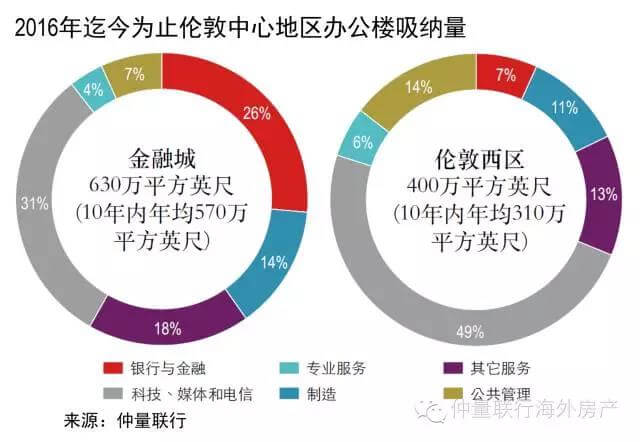 2016年迄今为止伦敦中心地区办公楼吸纳量
4%
7%
26%
31%
14%
18%
金融城
630万平方英尺
(10年内年均570万
平方英尺)
7%
14%
11%
6%
13%
49%
伦敦西区
400万平方英尺
(10年内年均310万
平方英尺)
银行与金融
专业服务
其它服务
科技、媒体和电信
制造
公共管理
来源：仲量联行
仲量联行海外房产